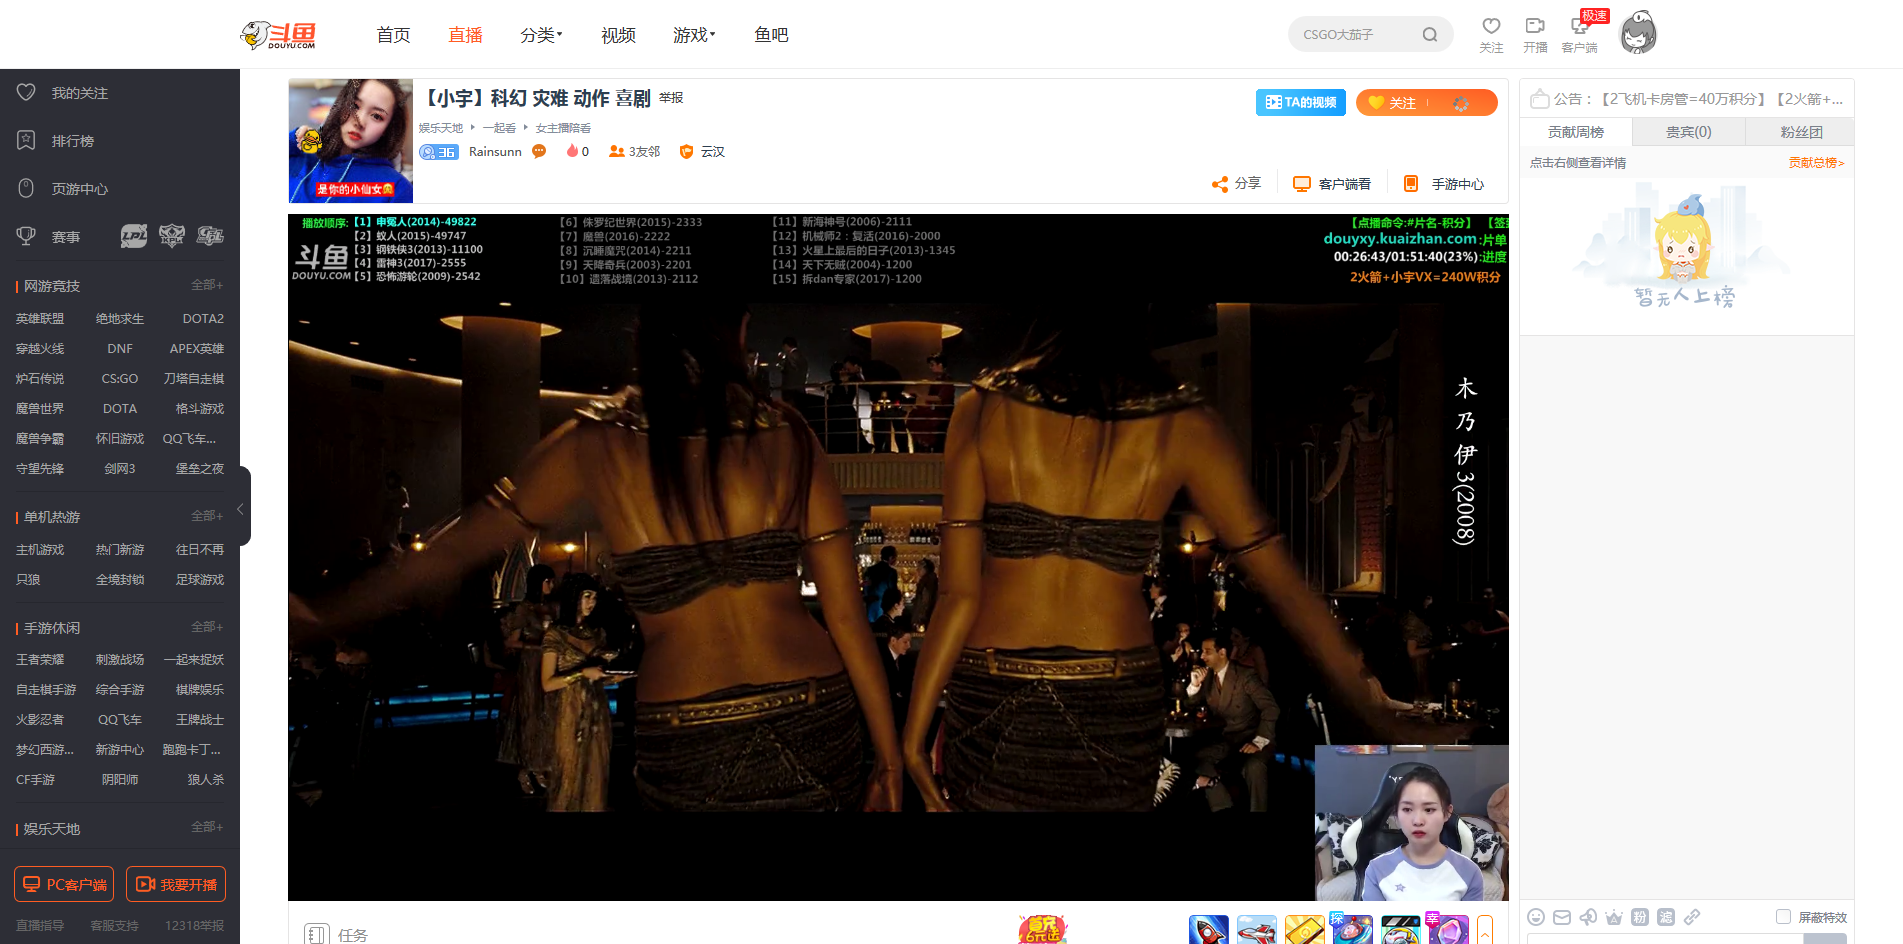 斗鱼
DOUYU.COM
首页 直播 分类 视频 游戏 鱼吧
CSGO大茄子
关注 开播 客户端
极速
我的关注
排行榜
页游中心
赛事
LPL
网游竞技 全部+
英雄联盟 绝地求生 DOTA2
穿越火线 DNF APEX英雄
炉石传说 CS:GO 刀塔自走棋
魔兽世界 DOTA 格斗游戏
魔兽争霸 怀旧游戏 QQ飞车...
守望先锋 剑网3 堡垒之夜
单机热游 全部+
主机游戏 热门新游 往日不再
只狼 全境封锁 足球游戏
手游休闲 全部+
王者荣耀 刺激战场 一起来捉妖
自走棋手游 综合手游 棋牌娱乐
火影忍者 QQ飞车 王牌战士
梦幻西游... 新游中心 跑跑卡丁...
CF手游 阴阳师 狼人杀
娱乐天地 全部+
PC客户端 我要开播
直播指导 客服支持 12318举报
是你的小仙女
【小宇】科幻 灾难 动作 喜剧 举报
娱乐天地 一起看 女主播陪看
36 Rainsunn 0 3友邻 云汉
TA的视频 关注
分享 客户端看 手游中心
播放顺序:【1】申冤人(2014)-49822
【2】蚁人(2015)-49747
【3】钢铁侠3(2013)-11100
【4】雷神3(2017)-2555
【5】恐怖游轮(2009)-2542
斗鱼
DOUYU.COM
【6】侏罗纪世界(2015)-2333
【7】魔兽(2016)-2222
【8】沉睡魔咒(2014)-2211
【9】天降奇兵(2003)-2201
【10】遗落战境(2013)-2112
【11】新海神号(2006)-2111
【12】机械师2：复活(2016)-2000
【13】火星上最后的日子(2013)-1345
【14】天下无贼(2004)-1200
【15】拆dan专家(2017)-1200
【点播命令:#片名-积分】
douyxy.kuaizhan.com:片单
00:26:43/01:51:40(23%):进度
2火箭+小宇VX=240W积分
木乃伊3(2008)
公告：【2飞机卡房管=40万积分】【2火箭+...
贡献周榜 贵宾(0) 粉丝团
点击右侧查看详情 贡献总榜>
暂无人上榜
任务
首充
6元
探
幸
粉 滤
屏蔽特效